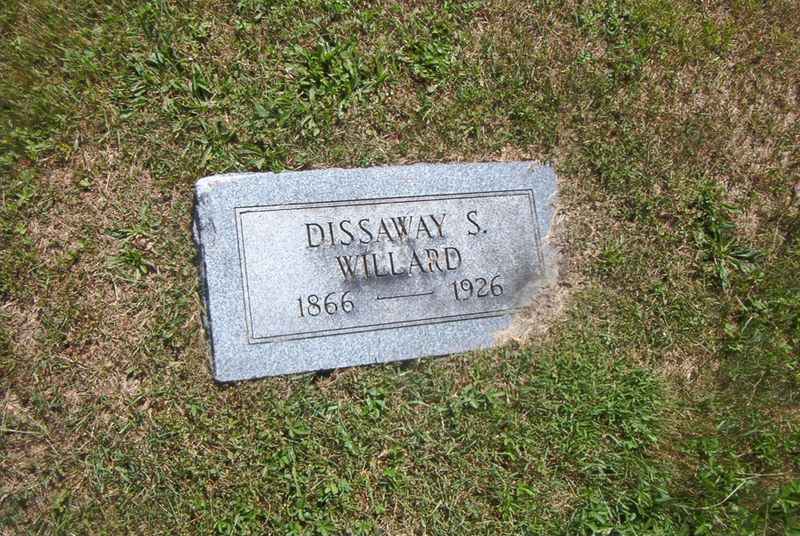 DISSAWAY S.
WILLARD
1866 — 1926